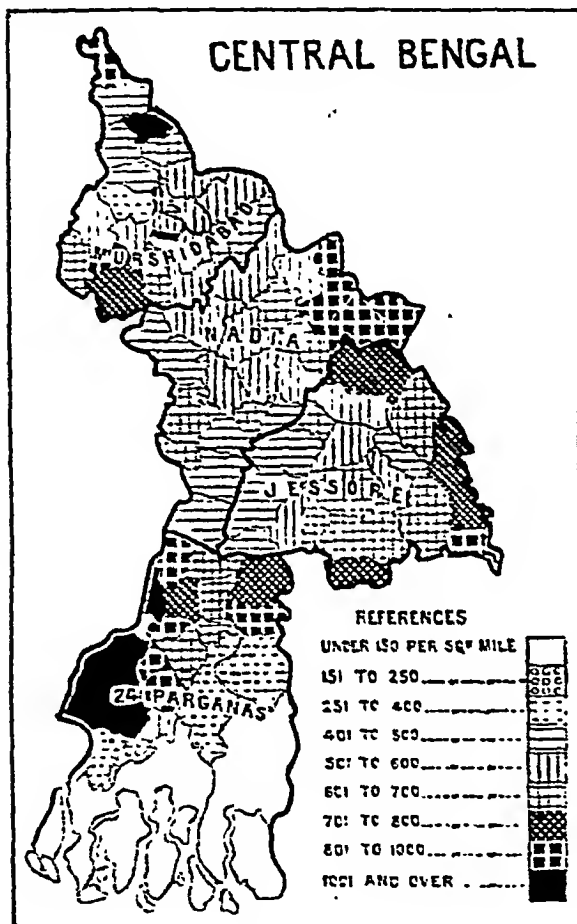 CENTRAL BENGAL
MURSHIDABAD
NADIA
JESSORE
24 PARGANAS
REFERENCES
UNDER 150 PER SQR MILE
151 TO 250
251 TO 400
401 TO 500
501 TO 600
601 TO 700
701 TO 800
801 TO 1000
1001 AND OVER